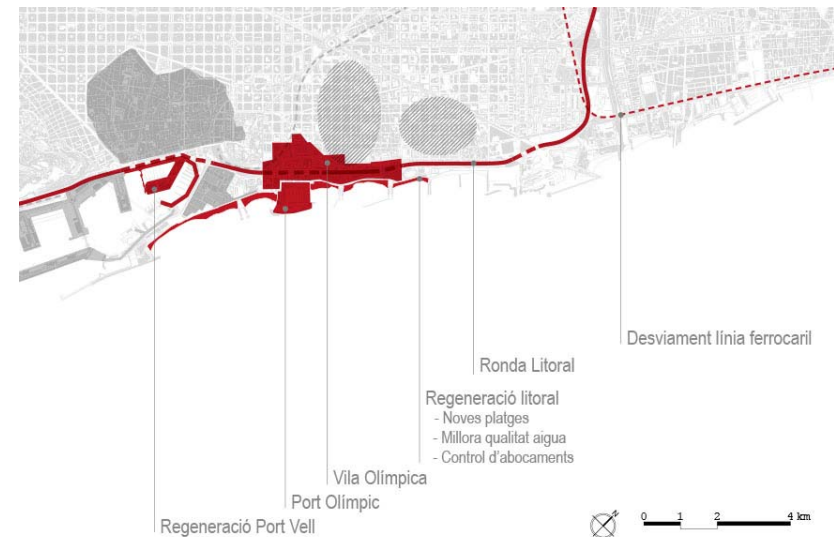 Desviament línia ferrocaril
Ronda Litoral
Regeneració litoral
- Noves platges
- Millora qualitat aigua
- Control d'abocaments
Vila Olímpica
Port Olímpic
Regeneració Port Vell
N
0 1 2 4 km